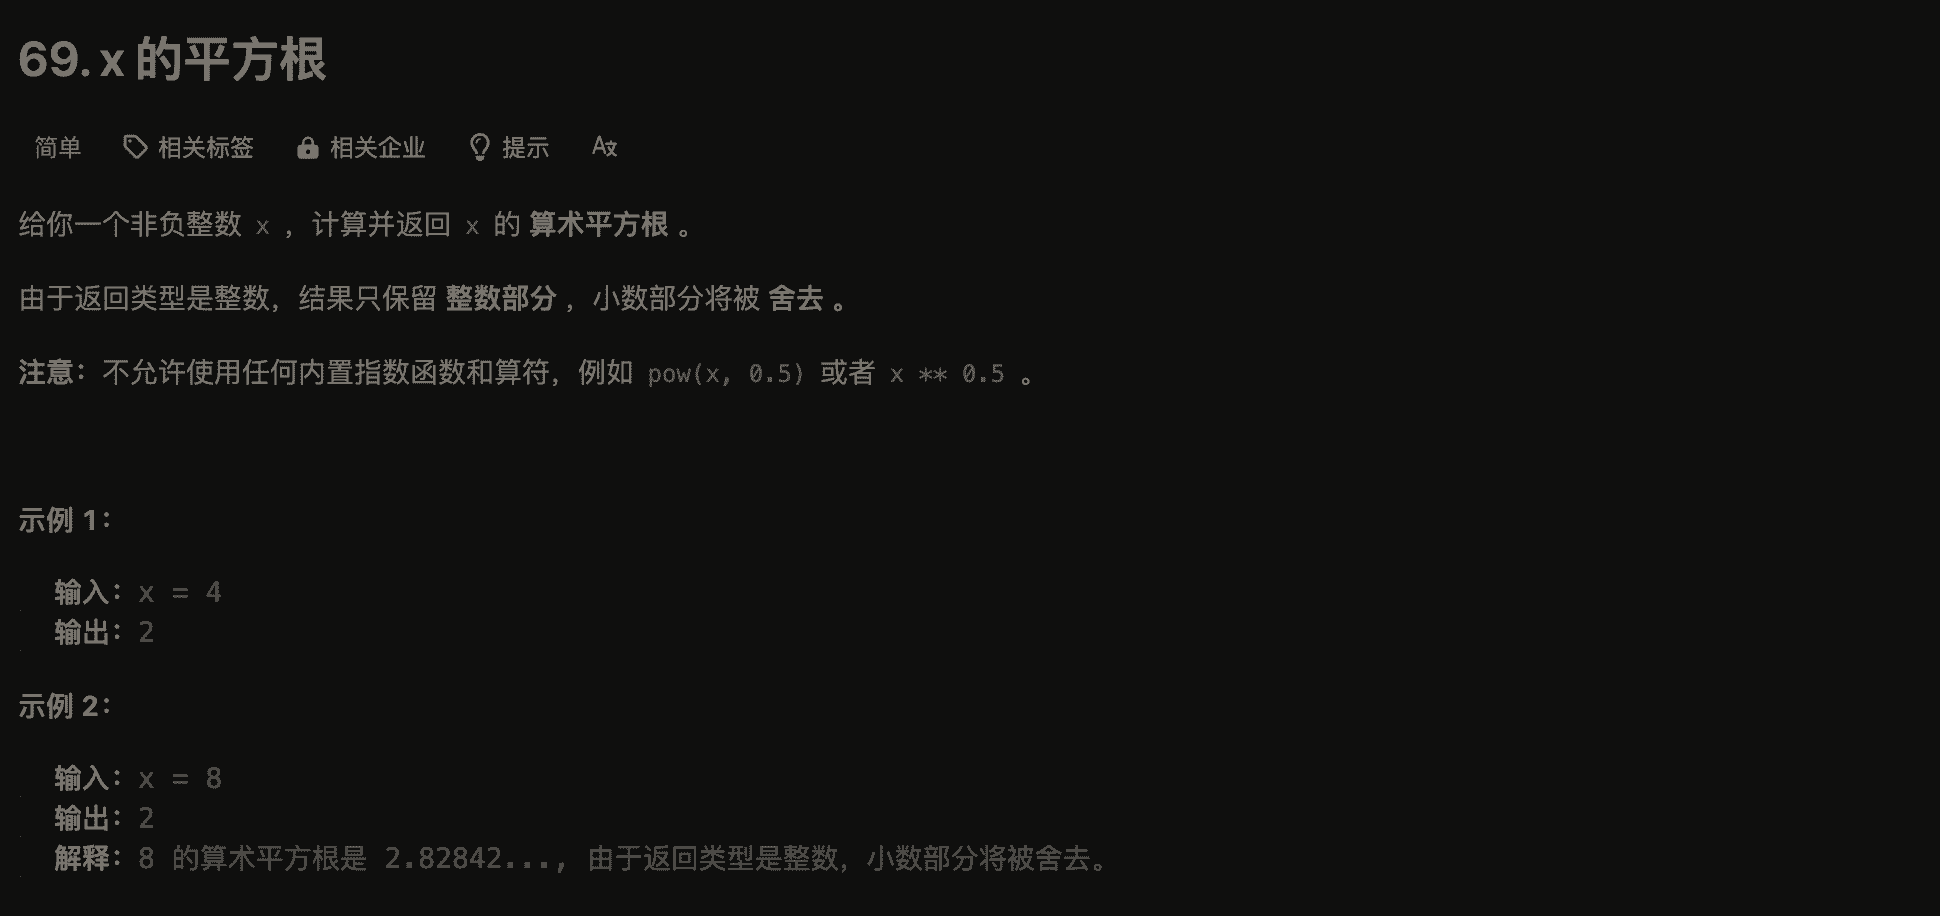 69. x 的平方根
简单 相关标签 相关企业 提示 Ax
给你一个非负整数 x ，计算并返回 x 的 算术平方根 。
由于返回类型是整数，结果只保留 整数部分 ，小数部分将被 舍去 。
注意：不允许使用任何内置指数函数和算符，例如 pow(x, 0.5) 或者 x ** 0.5 。
示例 1：
输入：x = 4
输出：2
示例 2：
输入：x = 8
输出：2
解释：8 的算术平方根是 2.82842..., 由于返回类型是整数，小数部分将被舍去。